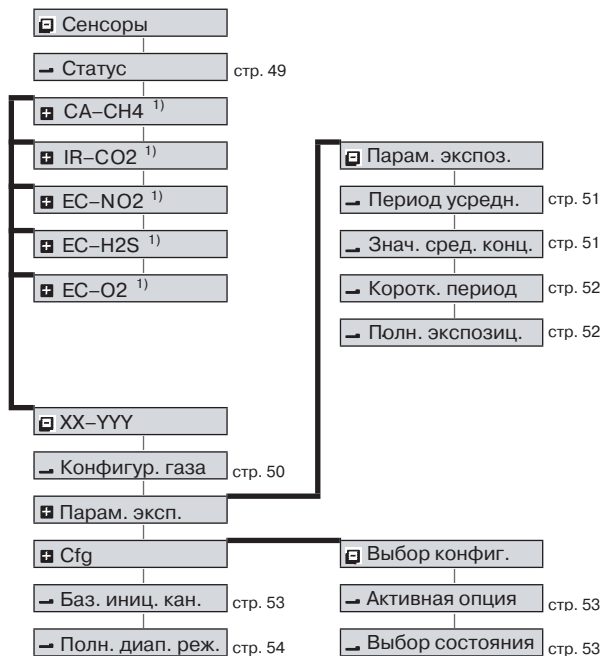 Сенсоры
Статус стр. 49
CA–CH4 1)
IR–CO2 1)
EC–NO2 1)
EC–H2S 1)
EC–O2 1)
Парам. экспоз.
Период усредн. стр. 51
Знач. сред. конц. стр. 51
Коротк. период стр. 52
Полн. экспозиц. стр. 52
XX–YYY
Конфигур. газа стр. 50
Парам. эксп.
Cfg
Баз. иниц. кан. стр. 53
Полн. диап. реж. стр. 54
Выбор конфиг.
Активная опция стр. 53
Выбор состояния стр. 53